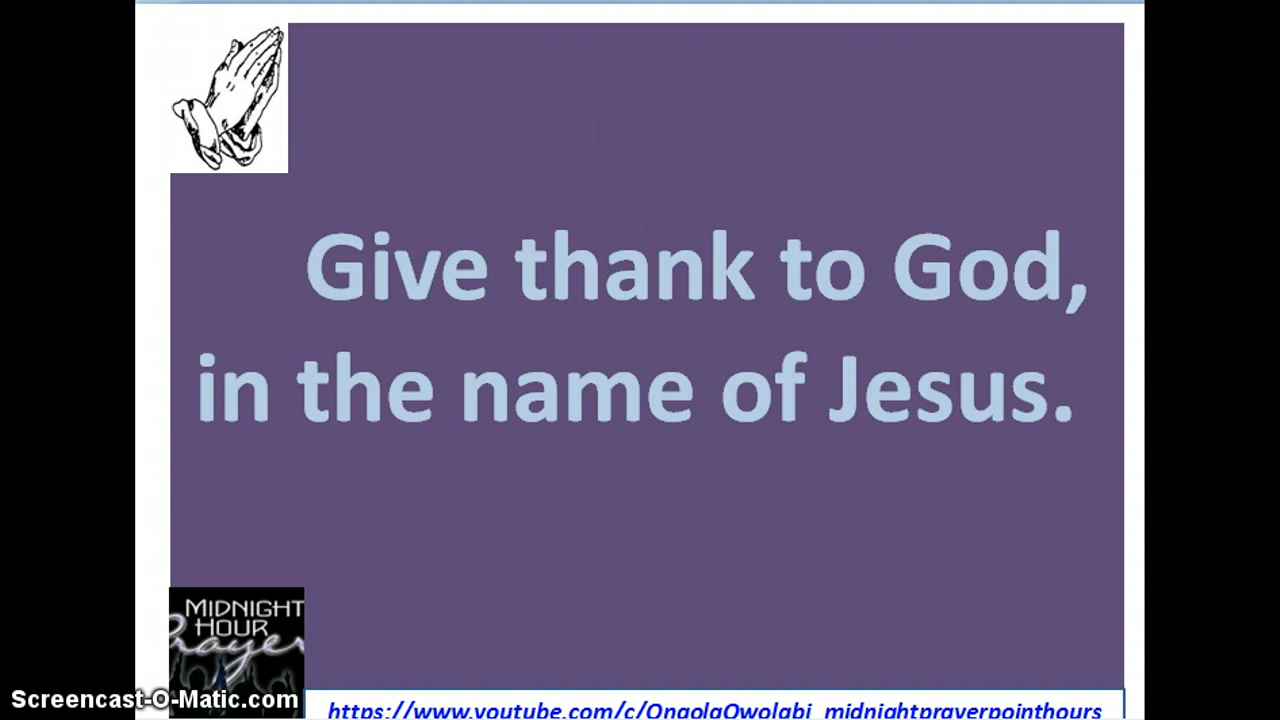 Give thank to God,
in the name of Jesus.
MIDNIGHT
HOUR
Prayer
Screencast-O-Matic.com
https://www.youtube.com/c/OngolaOwolabi_midnightprayerpointhours